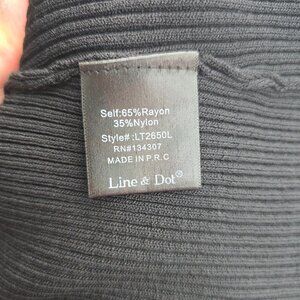 Self:65%Rayon
35%Nylon
Style#:LT2650L
RN#134307
MADE IN P.R.C
Line & Dot®